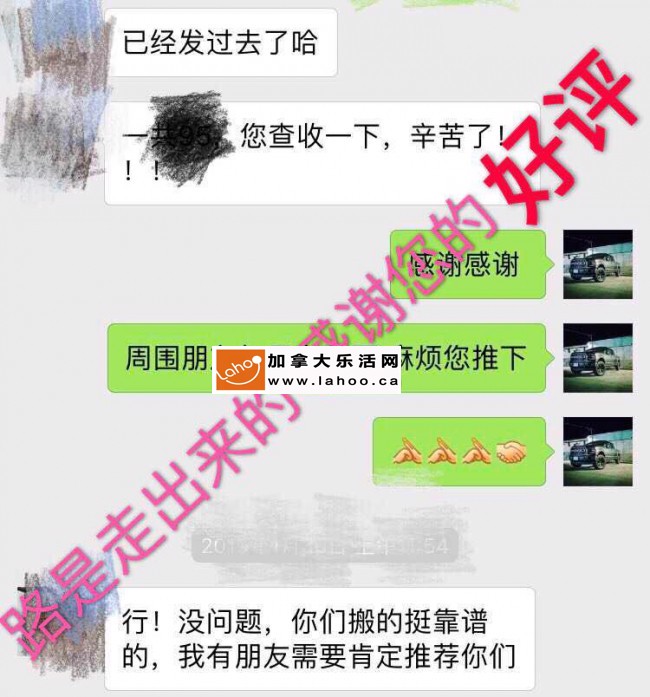 已经发过去了哈
一共95，您查收一下，辛苦了！
！！
感谢感谢
周围朋
麻烦您推下
加拿大乐活网
Lahoo
www.lahoo.ca
上午
54
行！没问题，你们搬的挺靠谱
的，我有朋友需要肯定推荐你们
路是走出来的 感谢您的 好评